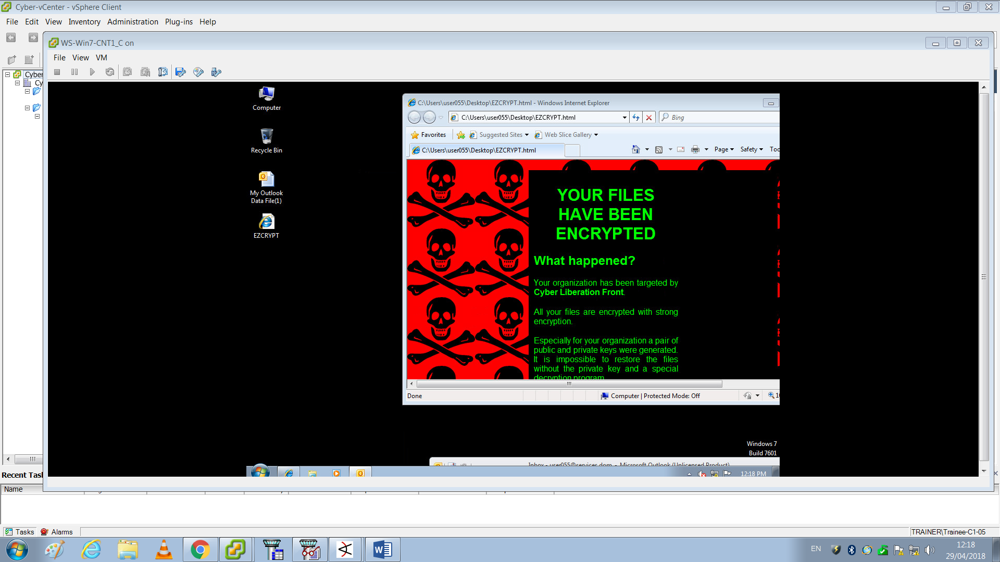 Cyber-vCenter - vSphere Client
File Edit View Inventory Administration Plug-ins Help
WS-Win7-CNT1_C on
File View VM
Cyber
Cy
Computer
Recycle Bin
My Outlook
Data File(1)
EZCRYPT
C:\Users\user055\Desktop\EZCRYPT.html - Windows Internet Explorer
C:\Users\user055\Desktop\EZCRYPT.html
Bing
Favorites Suggested Sites Web Slice Gallery
C:\Users\user055\Desktop\EZCRYPT.html
Page Safety Too
YOUR FILES
HAVE BEEN
ENCRYPTED
What happened?
Your organization has been targeted by
Cyber Liberation Front.
All your files are encrypted with strong
encryption.
Especially for your organization a pair of
public and private keys were generated.
It is impossible to restore the files
without the private key and a special
decryption program
Done
Computer | Protected Mode: Off
Windows 7
Build 7601
Inbox - user055@services.dom - Microsoft Outlook (Unlicensed Product)
12:18 PM
Recent Tas
Name
Tasks Alarms
TRAINER\Trainee-C1-05
EN
12:18
29/04/2018